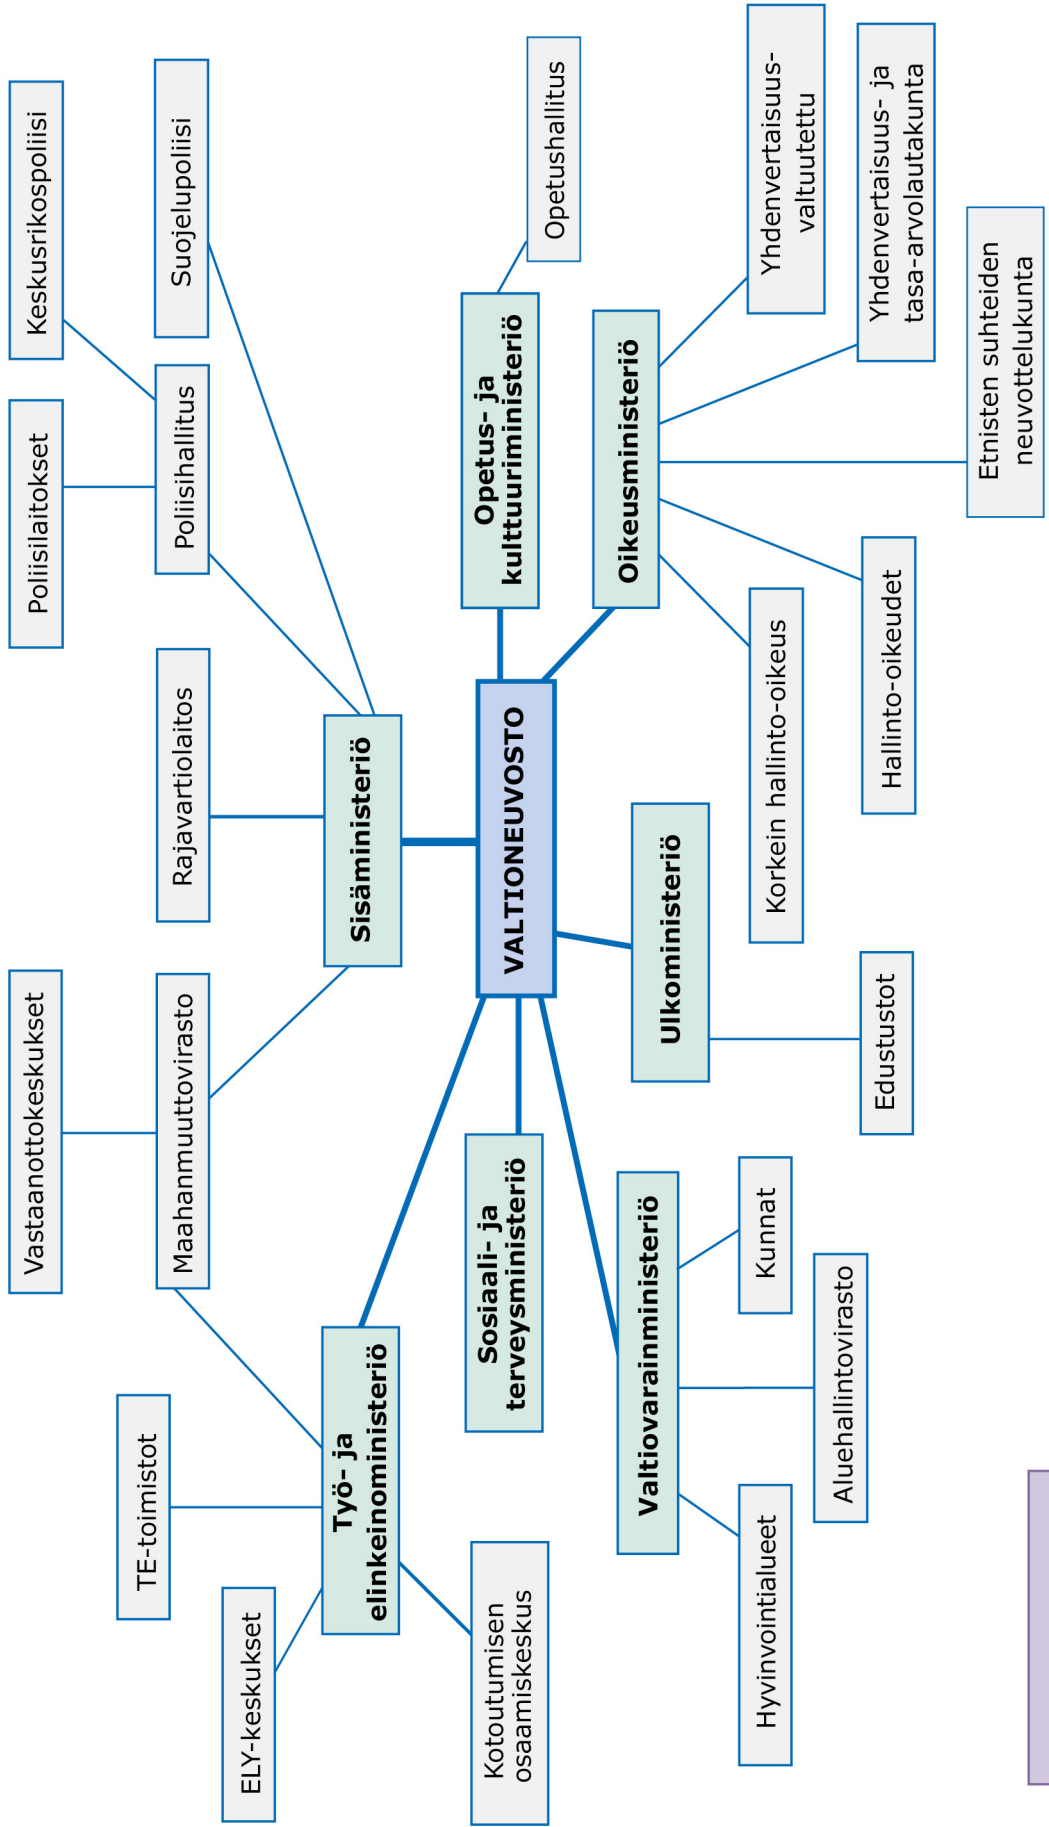 Vastaanottokeskukset
Poliisilaitokset
Keskusrikospoliisi
TE-toimistot
Maahanmuuttovirasto
Rajavartiolaitos
Poliisihallitus
Suojelupoliisi
ELY-keskukset
Työ- ja
elinkeinoministeriö
Sisäministeriö
Kotoutumisen
osaamiskeskus
Sosiaali- ja
terveysministeriö
VALTIONEUVOSTO
Opetus- ja
kulttuuriministeriö
Opetushallitus
Valtiovarainministeriö
Ulkoministeriö
Oikeusministeriö
Hyvinvointialueet
Kunnat
Korkein hallinto-oikeus
Yhdenvertaisuus-
valtuutettu
Aluehallintovirasto
Edustustot
Hallinto-oikeudet
Yhdenvertaisuus- ja
tasa-arvolautakunta
Etnisten suhteiden
neuvottelukunta